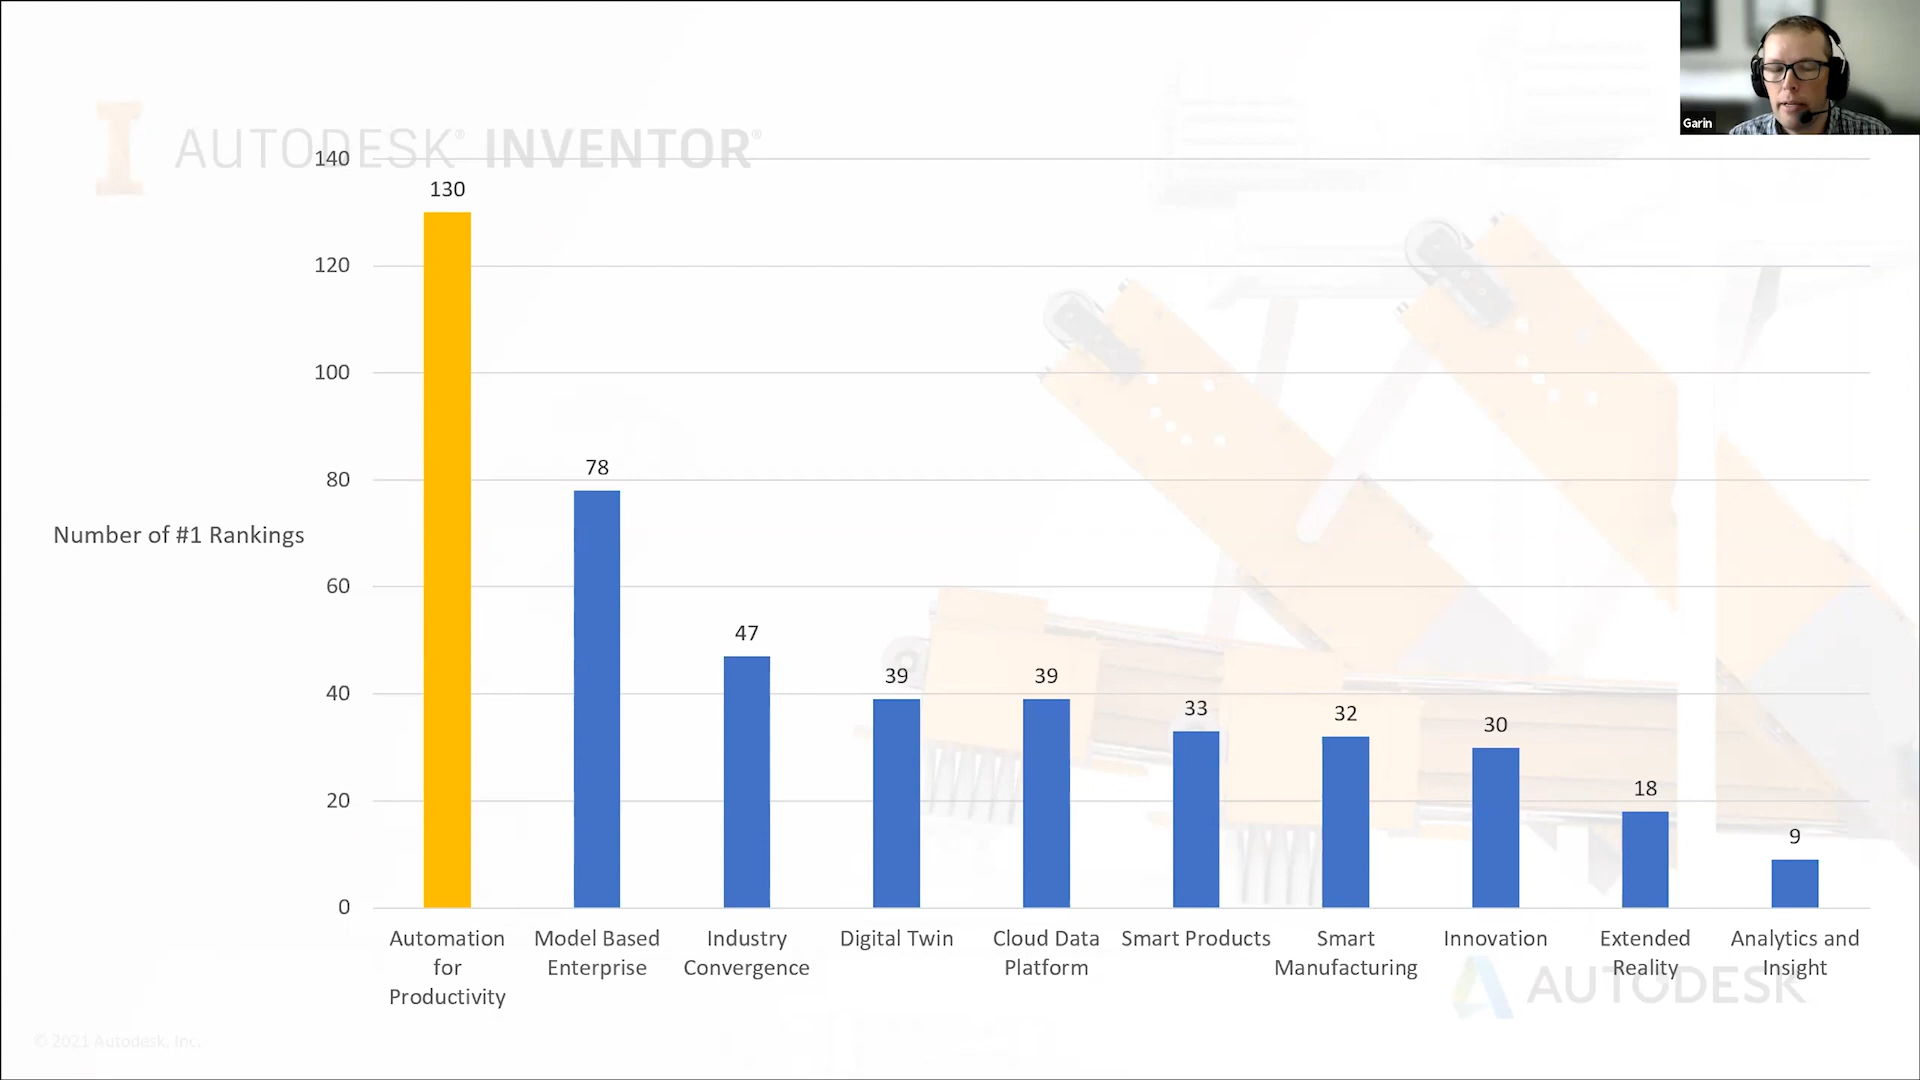 Garin
AUTODESK® INVENTOR®
140
130
120
100
80
78
Number of #1 Rankings
60
47
40
39
39
33
32
30
20
18
9
0
Automation
for
Productivity
Model Based
Enterprise
Industry
Convergence
Digital Twin
Cloud Data
Platform
Smart Products
Smart
Manufacturing
Innovation
Extended
Reality
Analytics and
Insight
AUTODESK
© 2021 Autodesk, Inc.